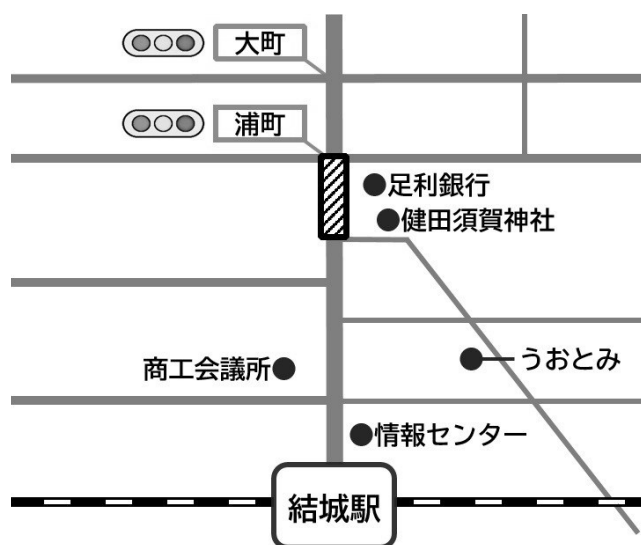 大町
浦町
足利銀行
健田須賀神社
商工会議所
うおとみ
情報センター
結城駅